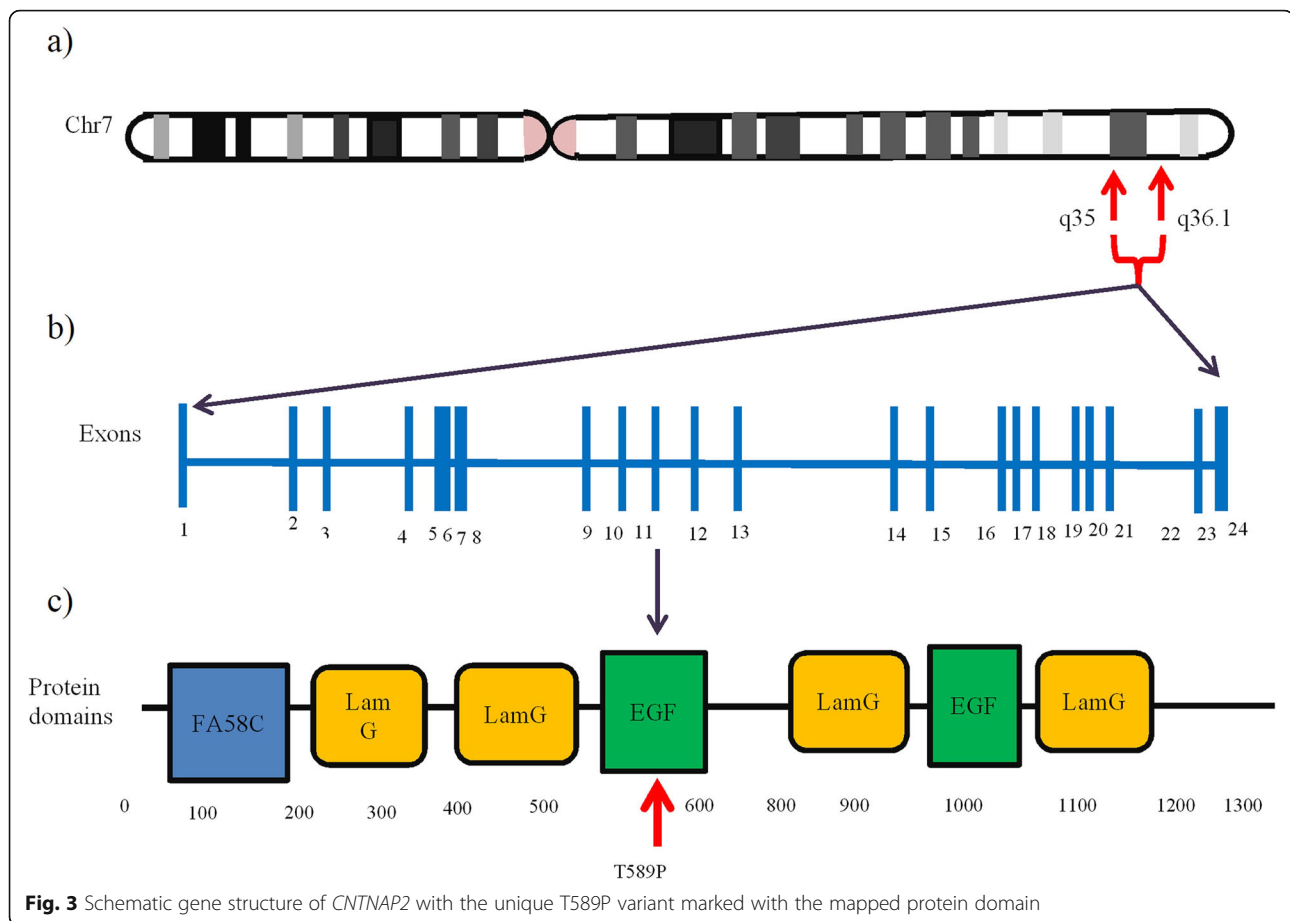 a)
Chr7
q35 q36.1
b)
Exons
1 2 3 4 5 6 7 8 9 10 11 12 13 14 15 16 17 18 19 20 21 22 23 24
c)
Protein
domains
FA58C
Lam
G
LamG
EGF
LamG
EGF
LamG
0 100 200 300 400 500 600 800 900 1000 1100 1200 1300
T589P
Fig. 3 Schematic gene structure of CNTNAP2 with the unique T589P variant marked with the mapped protein domain